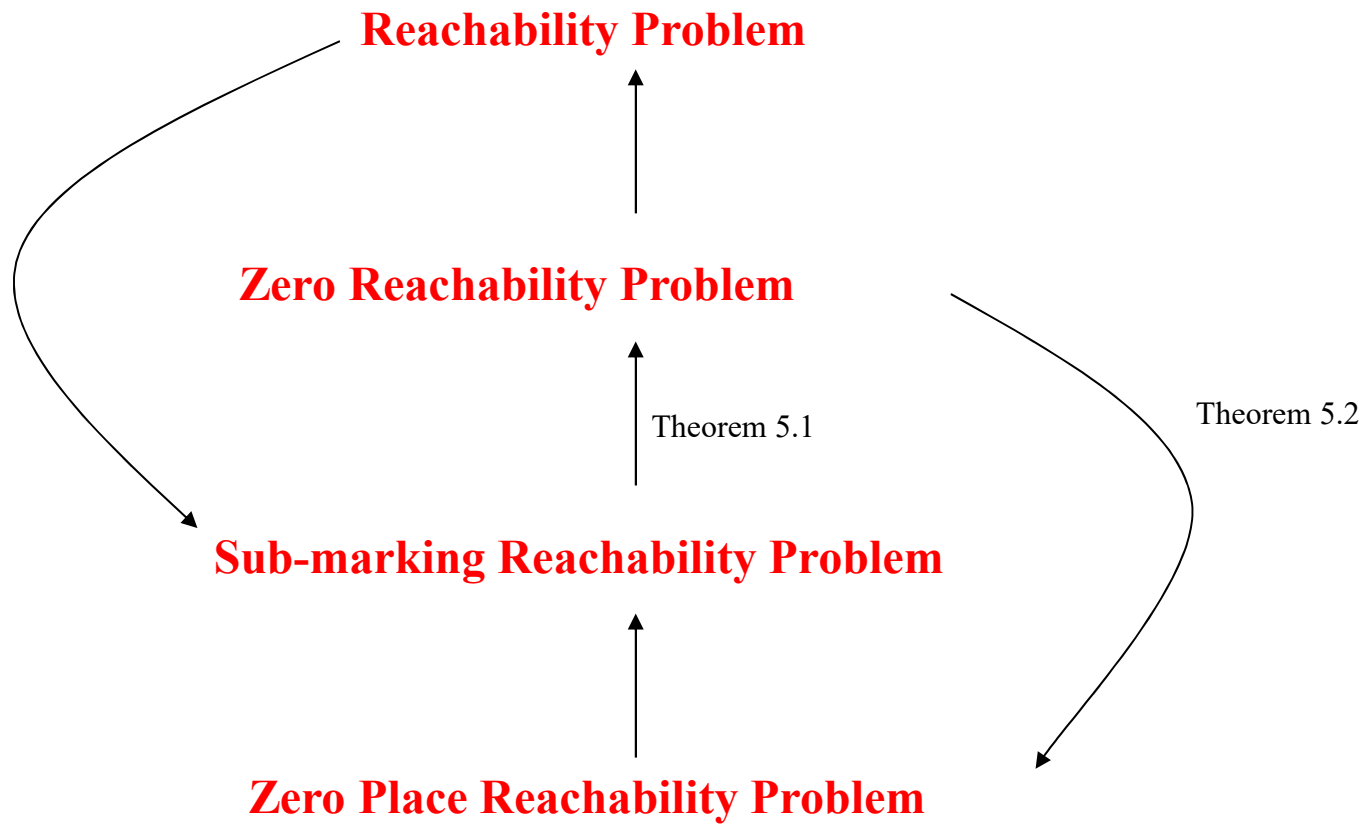 Reachability Problem
Zero Reachability Problem
Theorem 5.2
Theorem 5.1
Sub-marking Reachability Problem
Zero Place Reachability Problem